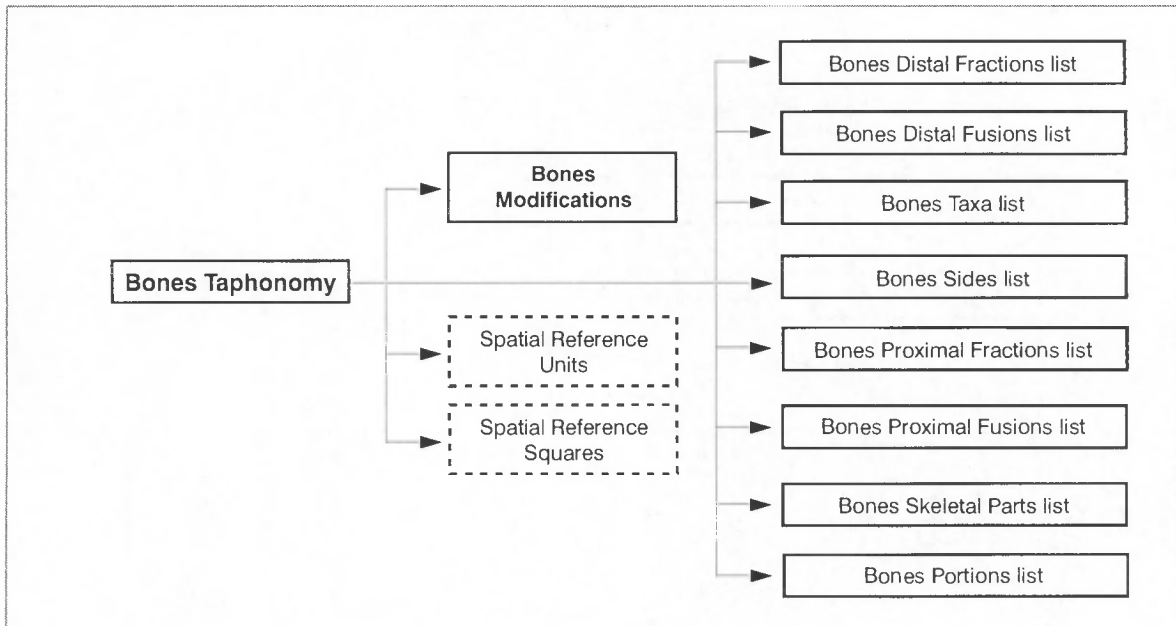 Bones Taphonomy
Bones
Modifications
Spatial Reference
Units
Spatial Reference
Squares
Bones Distal Fractions list
Bones Distal Fusions list
Bones Taxa list
Bones Sides list
Bones Proximal Fractions list
Bones Proximal Fusions list
Bones Skeletal Parts list
Bones Portions list